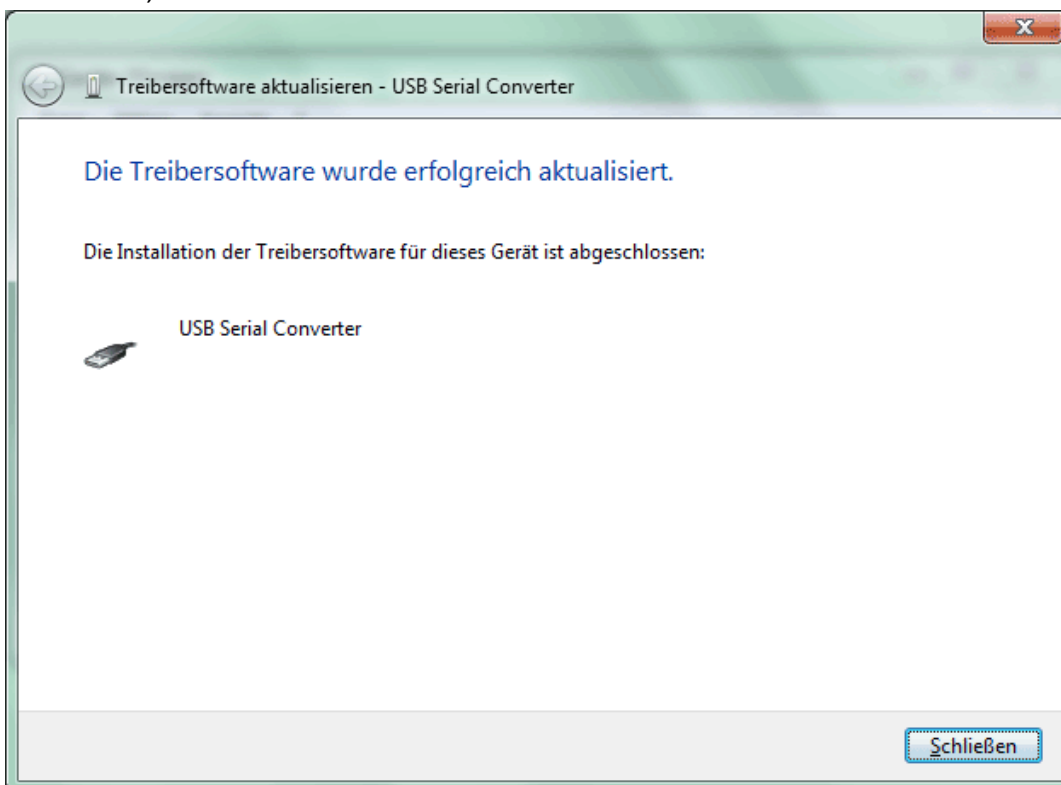 Treibersoftware aktualisieren - USB Serial Converter
Die Treibersoftware wurde erfolgreich aktualisiert.
Die Installation der Treibersoftware für dieses Gerät ist abgeschlossen:
USB Serial Converter
Schließen